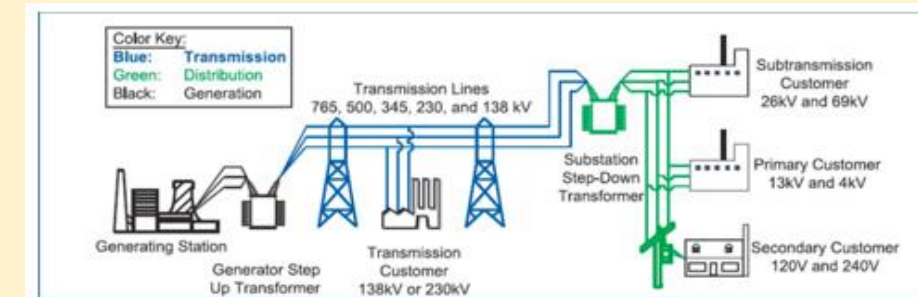 Color Key:
Blue: Transmission
Green: Distribution
Black: Generation
Transmission Lines
765, 500, 345, 230, and 138 kV
Subtransmission
Customer
26kV and 69kV
Substation
Step-Down
Transformer
Primary Customer
13kV and 4kV
Generating Station
Generator Step
Up Transformer
Transmission
Customer
138kV or 230kV
Secondary Customer
120V and 240V